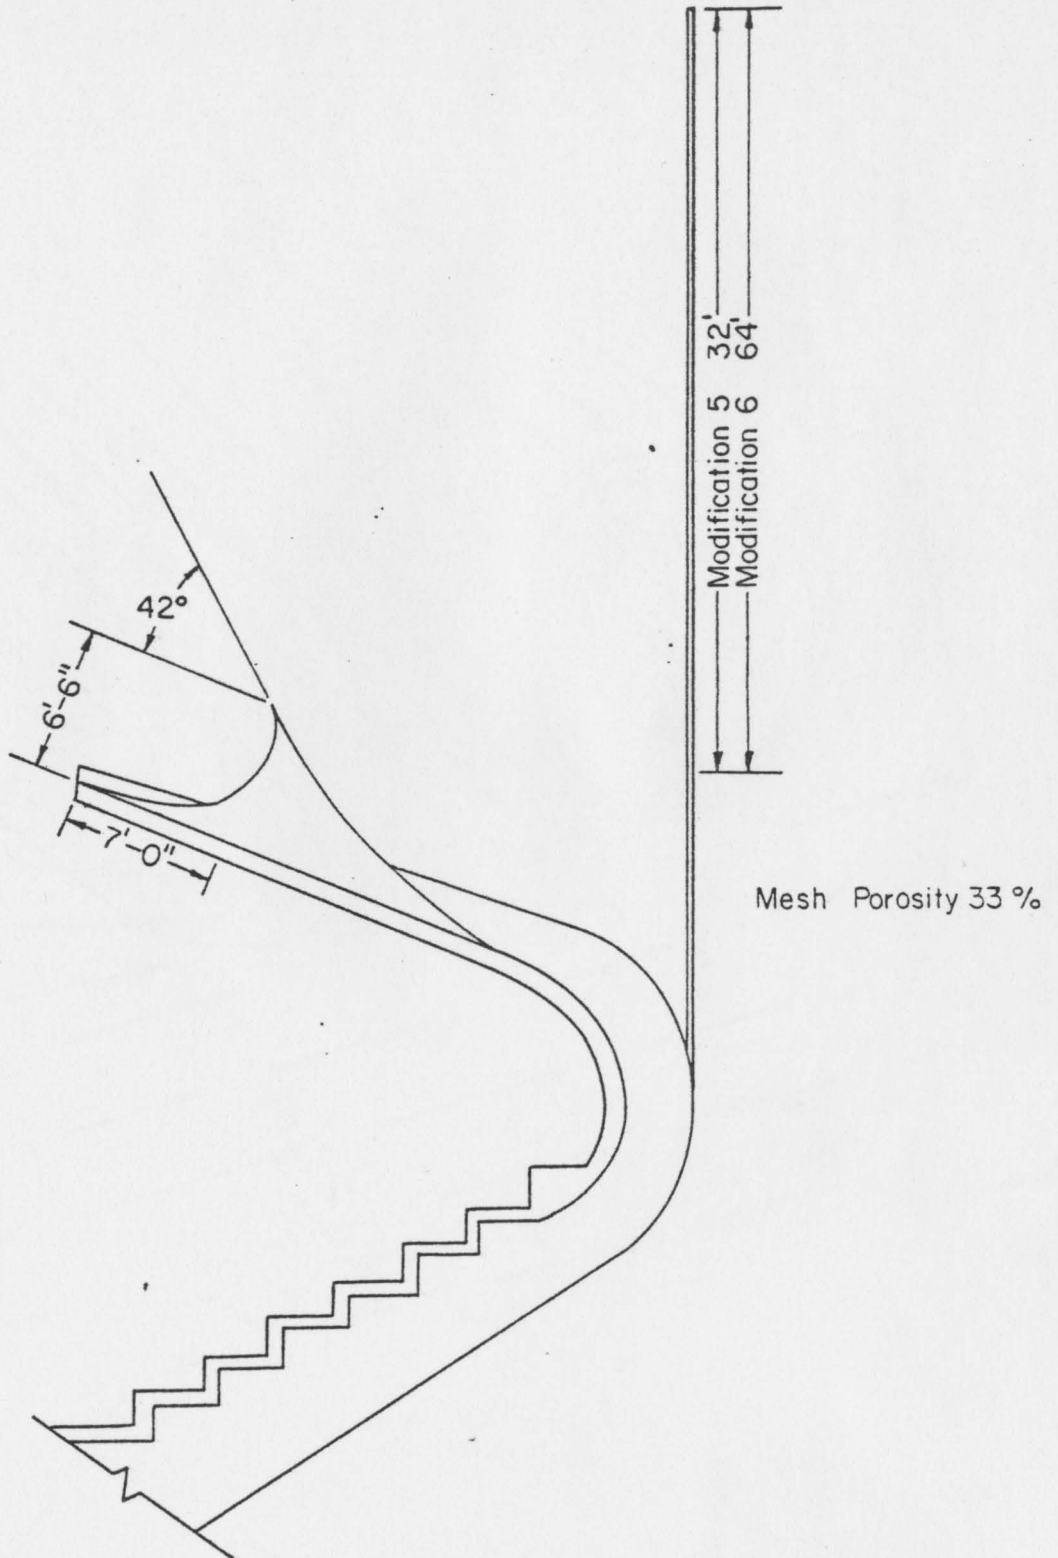 Modification 5 32'
Modification 6 64'
42°
6'-6"
7'-0"
Mesh Porosity 33 %